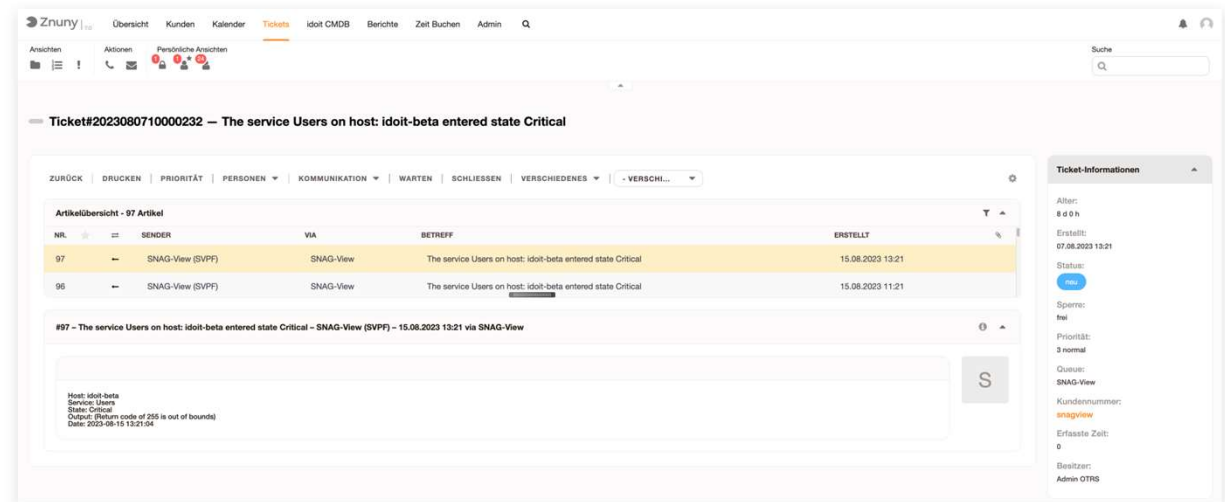 Znuny
Übersicht Kunden Kalender Tickets idoit CMDB Berichte Zeit Buchen Admin
Ansichten Aktionen Persönliche Ansichten Suche
1 1 24
Ticket#2023080710000232 — The service Users on host: idoit-beta entered state Critical
ZURÜCK | DRUCKEN | PRIORITÄT | PERSONEN | KOMMUNIKATION | WARTEN | SCHLIESSEN | VERSCHIEDENES | - VERSCHI...
Artikelübersicht - 97 Artikel
NR. SENDER VIA BETREFF ERSTELLT
97 SNAG-View (SVPF) SNAG-View The service Users on host: idoit-beta entered state Critical 15.08.2023 13:21
96 SNAG-View (SVPF) SNAG-View The service Users on host: idoit-beta entered state Critical 15.08.2023 11:21
#97 – The service Users on host: idoit-beta entered state Critical – SNAG-View (SVPF) – 15.08.2023 13:21 via SNAG-View
S
Host: idoit-beta
Service: Users
State: Critical
Output: (Return code of 255 is out of bounds)
Date: 2023-08-15 13:21:04
Ticket-Informationen
Alter:
8 d 0 h
Erstellt:
07.08.2023 13:21
Status:
neu
Sperre:
frei
Priorität:
3 normal
Queue:
SNAG-View
Kundennummer:
snagview
Erfasste Zeit:
0
Besitzer:
Admin OTRS